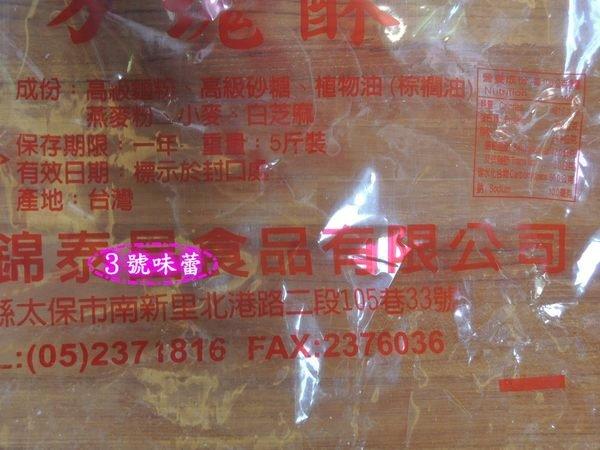 酥
成份：高級麵粉、高級砂糖、植物油(棕櫚油)
燕麥粉、小麥、白芝麻
保存期限：一年 重量：5斤裝
有效日期：標示於封口處
產地：台灣
錦泰 食品有限公司
3號味蕾
縣太保市南新里北港路二段105巷33號
L:(05)2371816 FAX:2376036